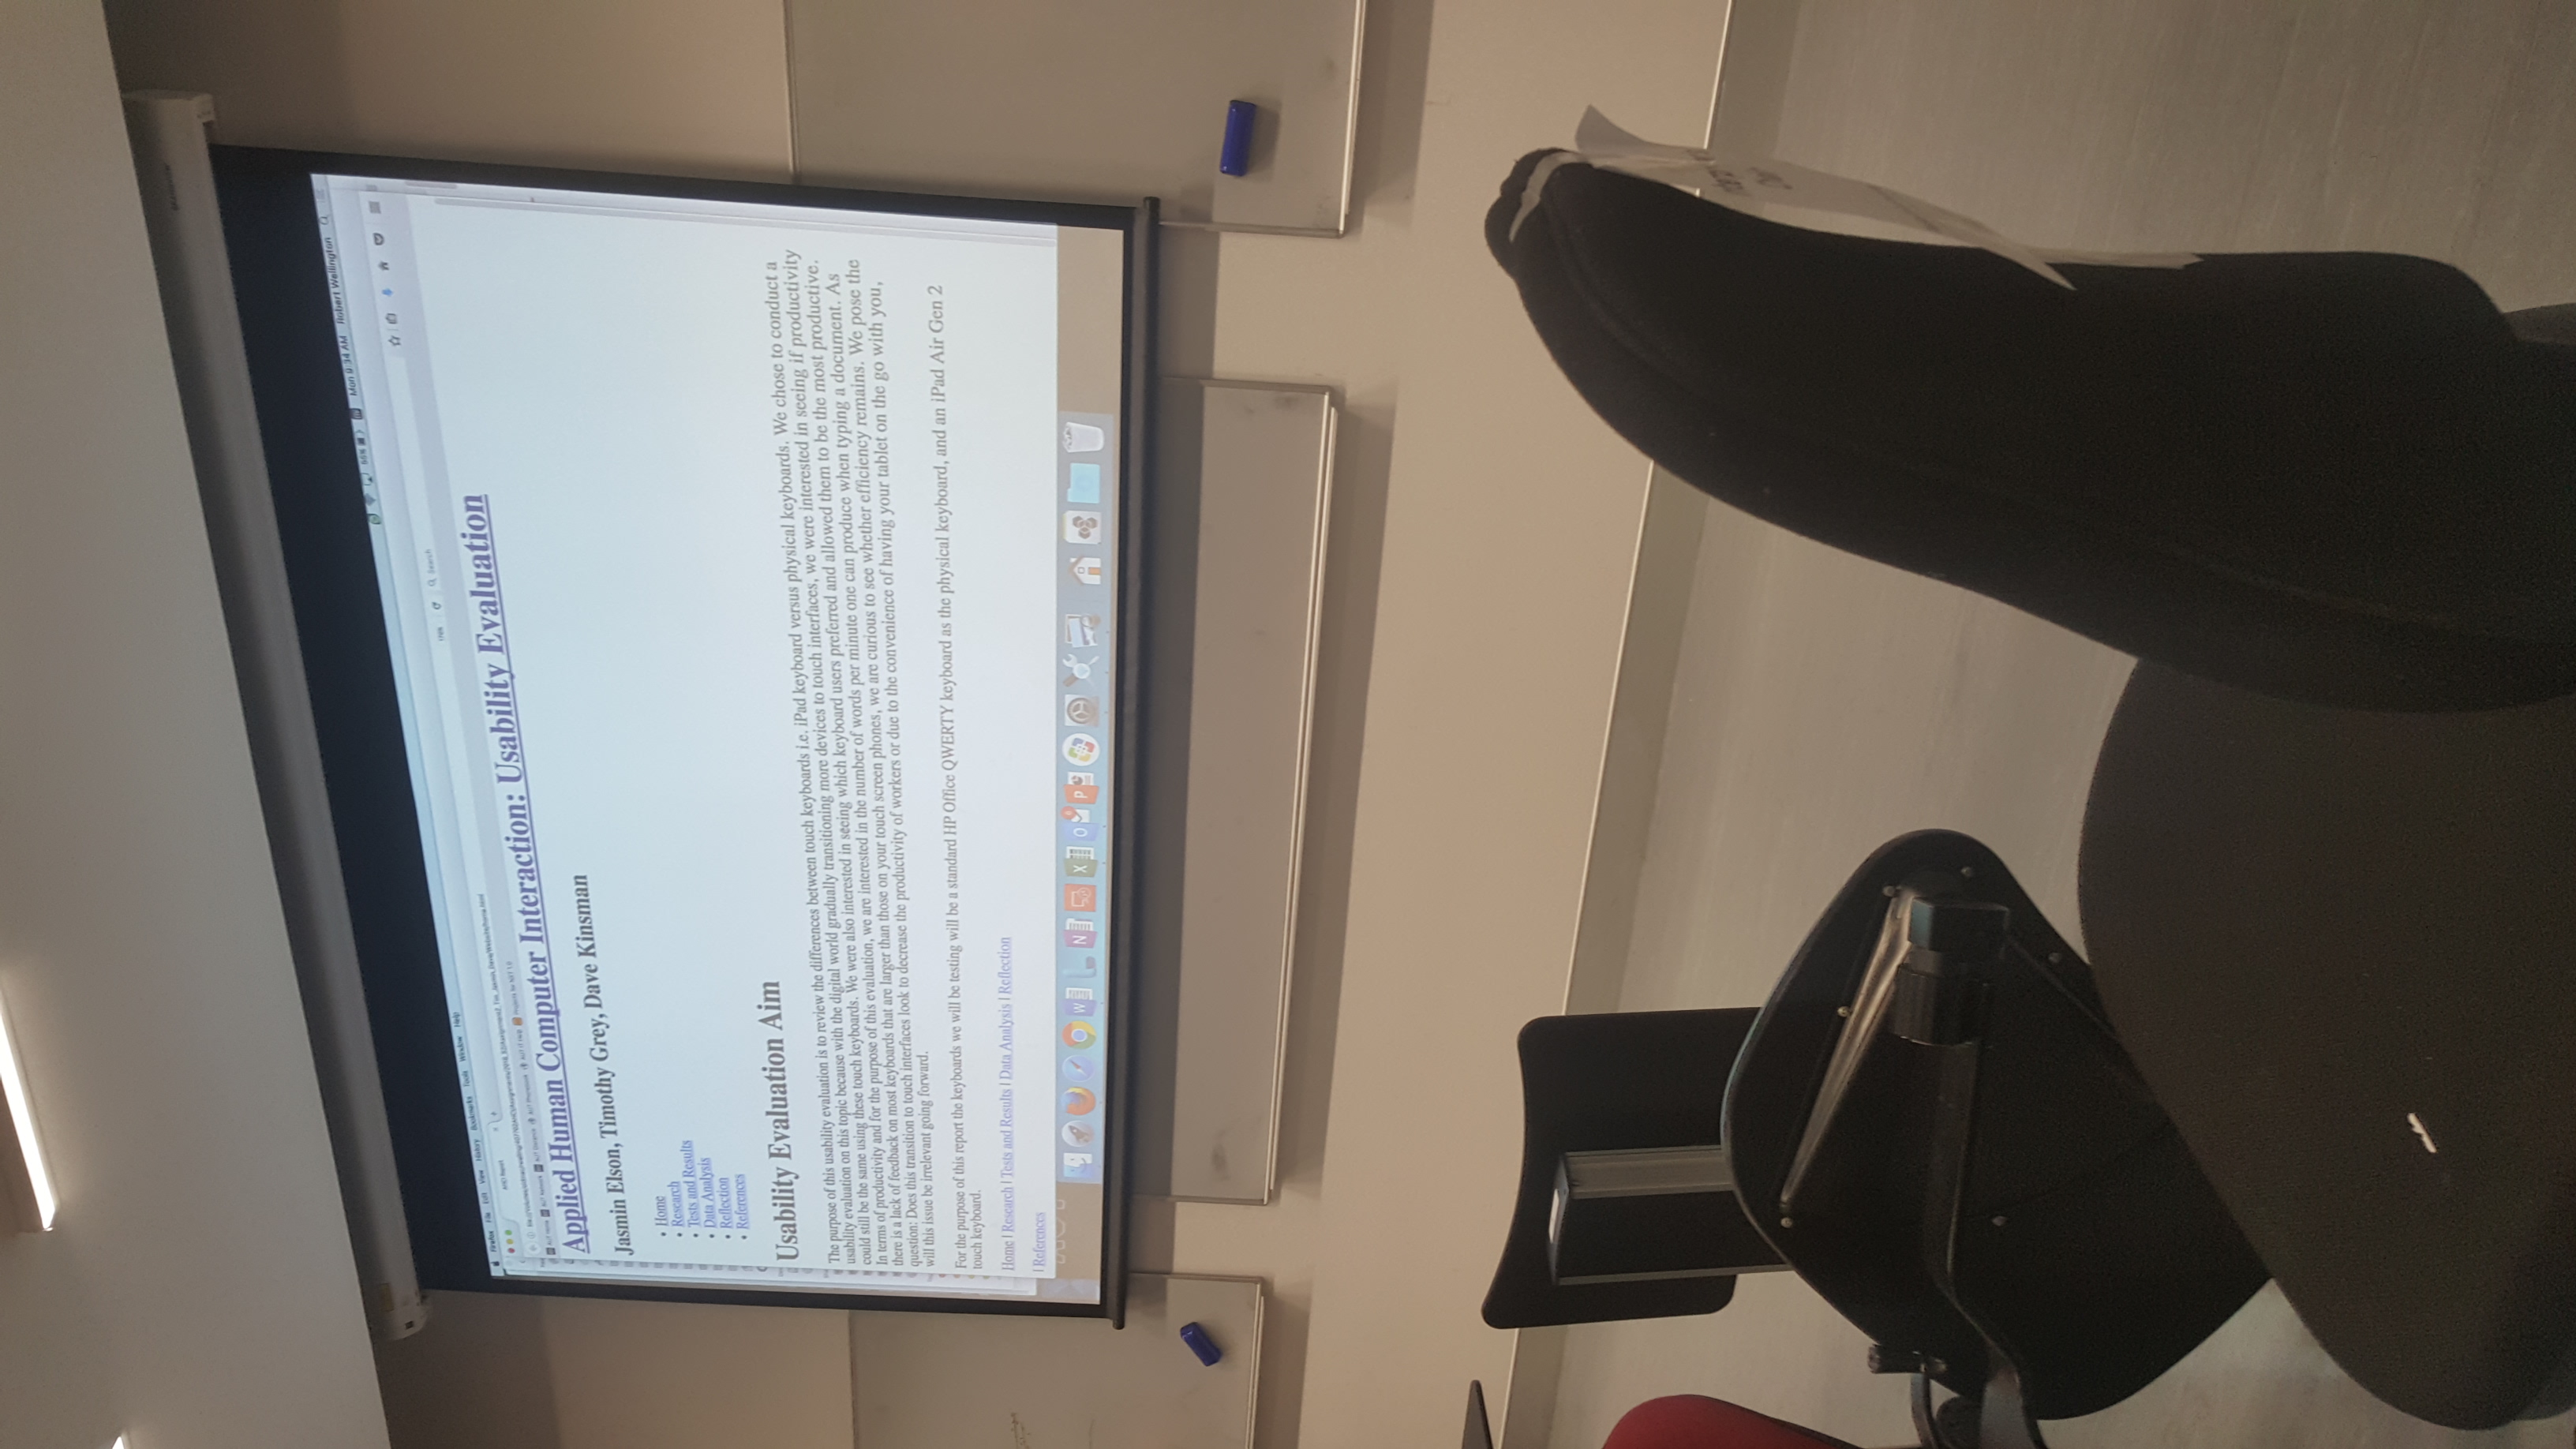 Firefox File Edit View History Bookmarks Tools Window Help
Mon 9:34 AM Robert Wellington
Search
Applied Human Computer Interaction: Usability Evaluation
Jasmin Elson, Timothy Grey, Dave Kinsman
• Home
• Research
• Tests and Results
• Data Analysis
• Reflection
• References
Usability Evaluation Aim
The purpose of this usability evaluation is to review the differences between touch keyboards i.e. iPad keyboard versus physical keyboards. We chose to conduct a
usability evaluation on this topic because with the digital world gradually transitioning more devices to touch interfaces, we were interested in seeing if productivity
could still be the same using these touch keyboards. We were also interested in seeing which keyboard users preferred and allowed them to be the most productive.
In terms of productivity and for the purpose of this evaluation, we are interested in the number of words per minute one can produce when typing a document. As
there is a lack of feedback on most keyboards that are larger than those on your touch screen phones, we are curious to see whether efficiency remains. We pose the
question: Does this transition to touch interfaces look to decrease the productivity of workers or due to the convenience of having your tablet on the go with you,
will this issue be irrelevant going forward.
For the purpose of this report the keyboards we will be testing will be a standard HP Office QWERTY keyboard as the physical keyboard, and an iPad Air Gen 2
touch keyboard.
Home | Research | Tests and Results | Data Analysis | Reflection
| References